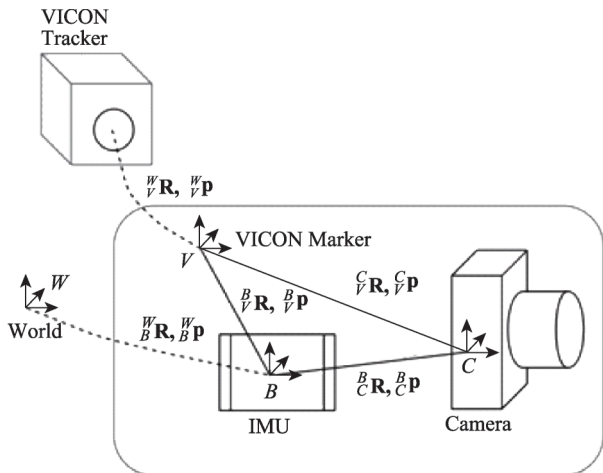 VICON
Tracker
W_V R, W_V p
V
VICON Marker
W
World
W_B R, W_B p
B_V R, B_V p
C_V R, C_V p
B
IMU
B_C R, B_C p
C
Camera